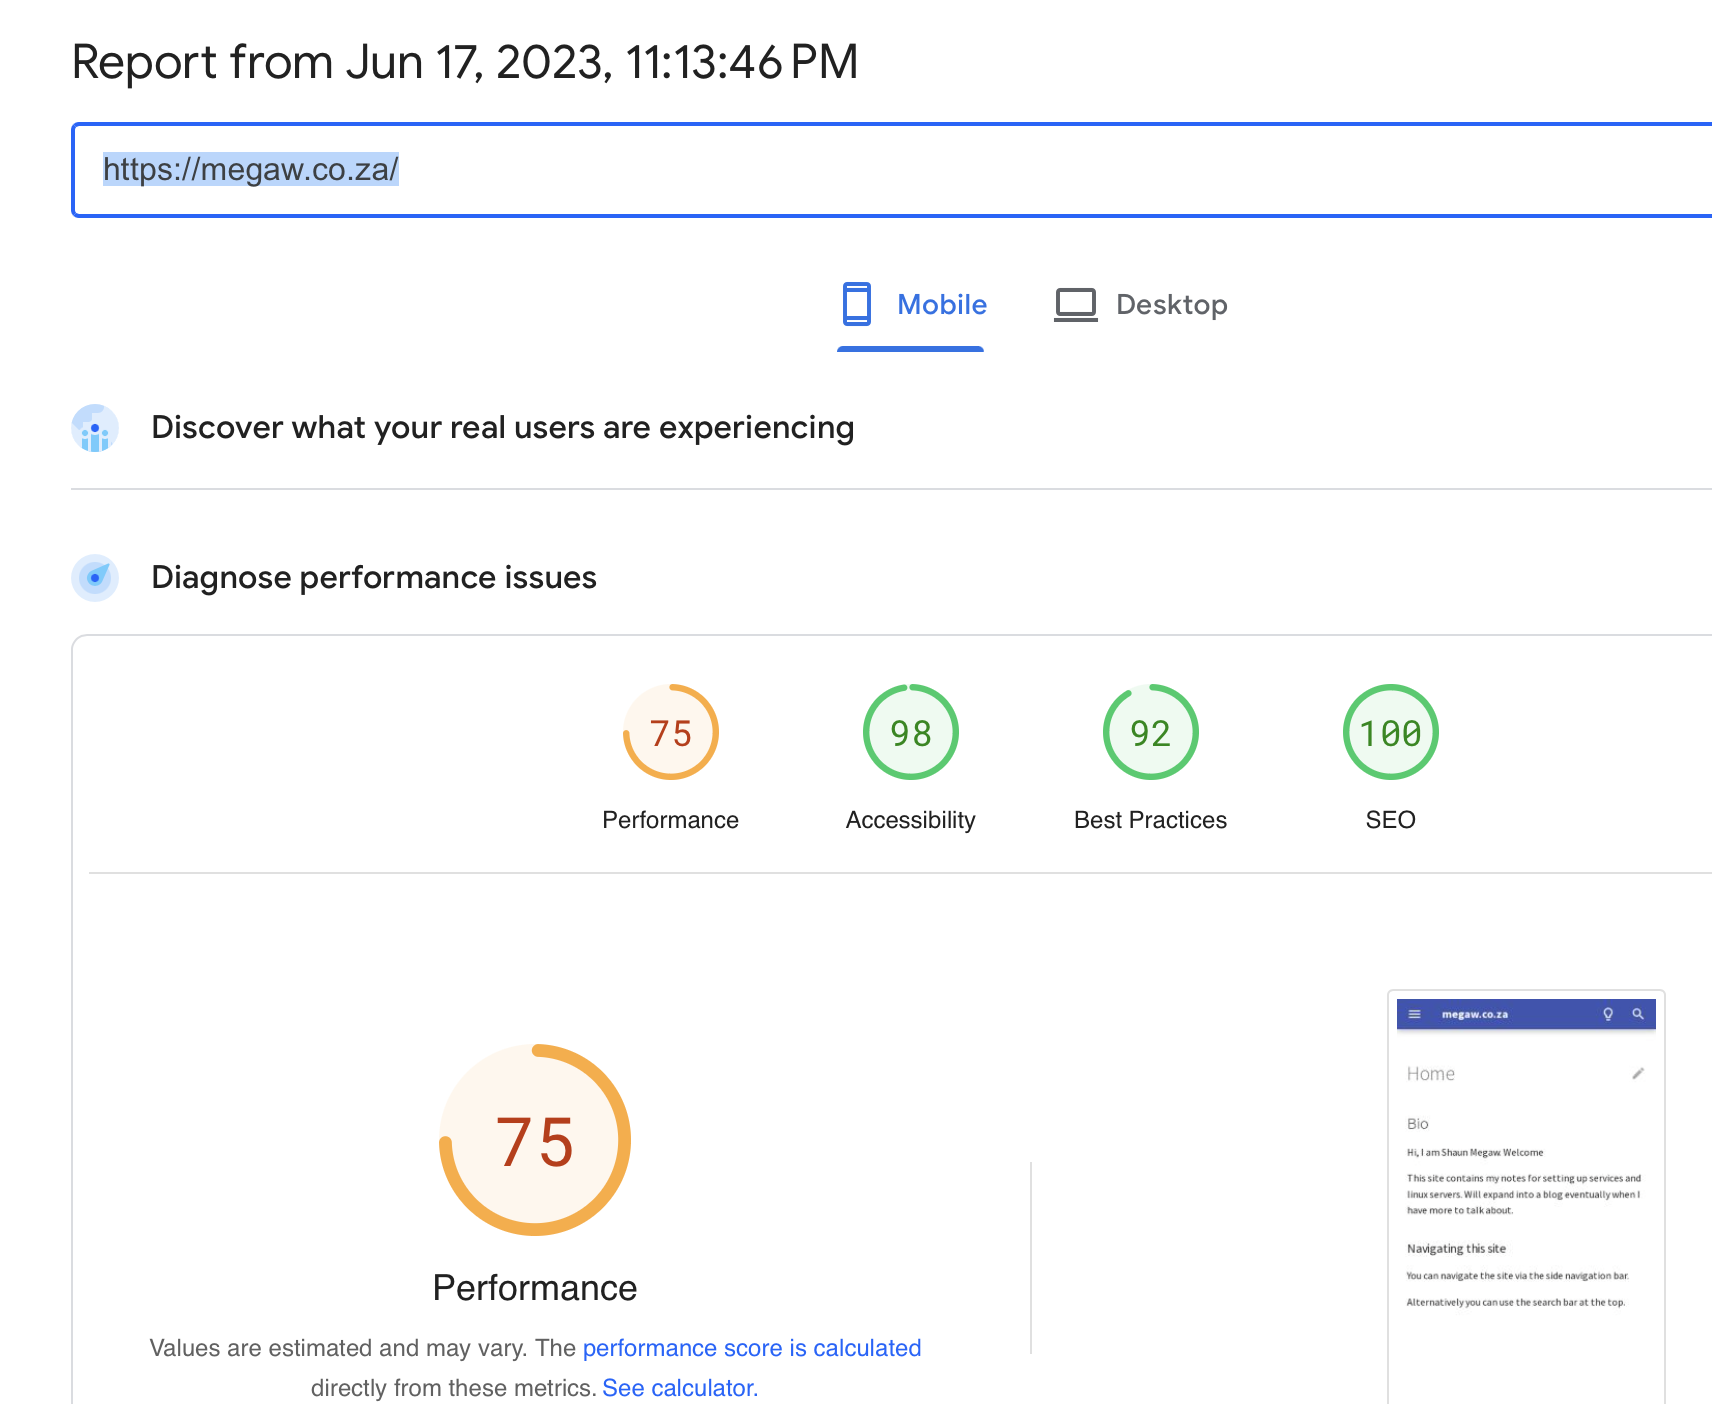 Report from Jun 17, 2023, 11:13:46 PM
https://megaw.co.za/
Mobile
Desktop
Discover what your real users are experiencing
Diagnose performance issues
75
98
92
100
Performance
Accessibility
Best Practices
SEO
75
Performance
Values are estimated and may vary. The performance score is calculated
directly from these metrics. See calculator.
megaw.co.za
Home
Bio
Hi, I am Shaun Megaw. Welcome
This site contains my notes for setting up services and
linux servers. Will expand into a blog eventually when I
have more to talk about.
Navigating this site
You can navigate the site via the side navigation bar.
Alternatively you can use the search bar at the top.